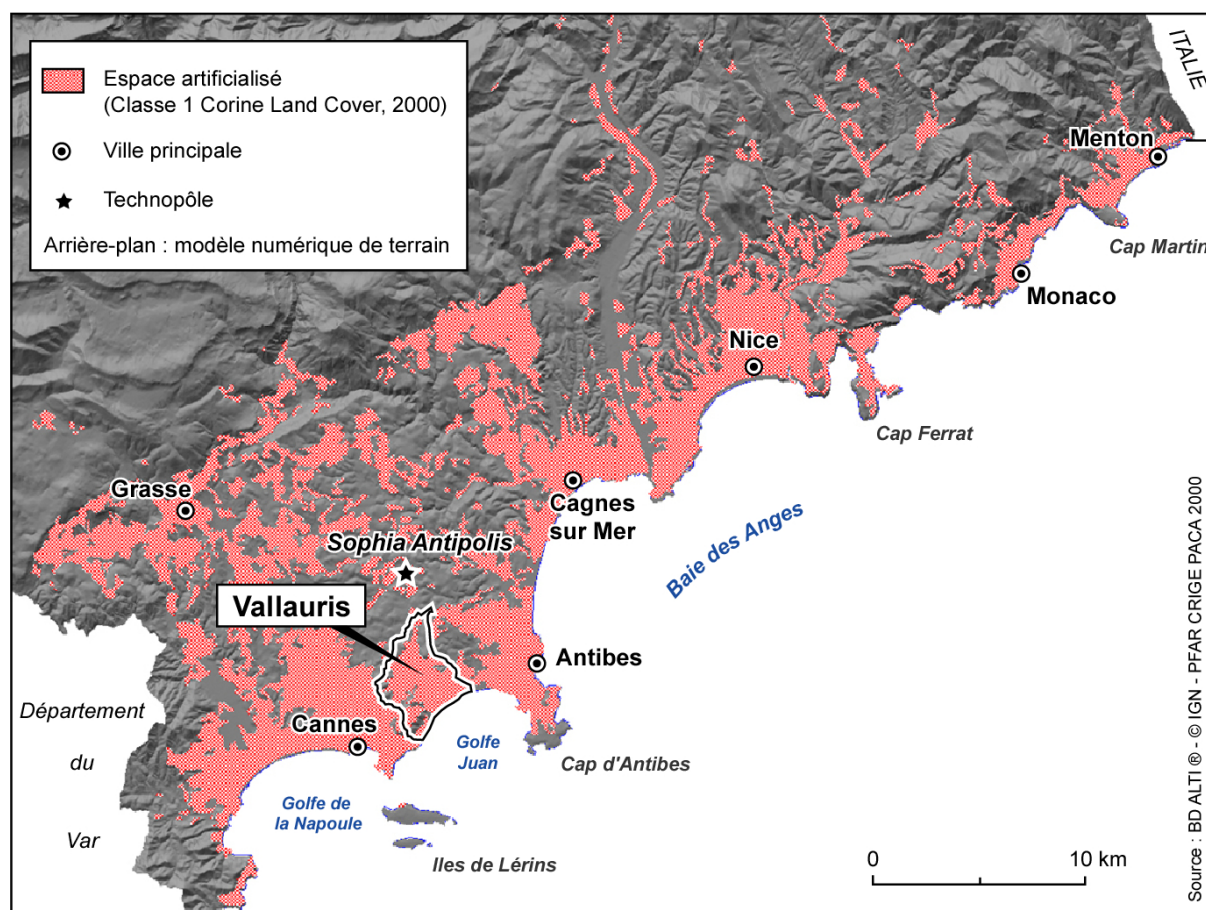 Espace artificialisé
(Classe 1 Corine Land Cover, 2000)
Ville principale
Technopôle
Arrière-plan : modèle numérique de terrain
ITALIE
Menton
Cap Martin
Monaco
Nice
Cap Ferrat
Grasse
Cagnes
sur Mer
Sophia Antipolis
Baie des Anges
Vallauris
Antibes
Département
du
Var
Cannes
Golfe
Juan
Cap d'Antibes
Golfe de
la Napoule
Iles de Lérins
0 10 km
Source : BD ALTI ® - © IGN - PFAR CRIGE PACA 2000